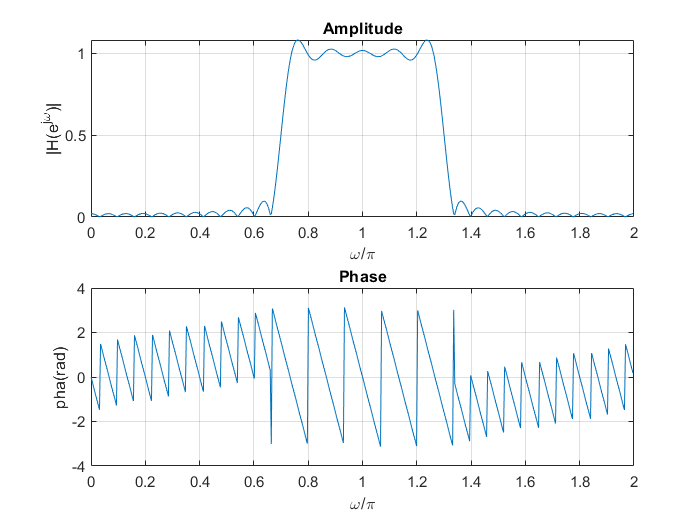 Amplitude
|H(e^{jω})|
1
0.5
0
0 0.2 0.4 0.6 0.8 1 1.2 1.4 1.6 1.8 2
ω/π
Phase
pha(rad)
4
2
0
-2
-4
0 0.2 0.4 0.6 0.8 1 1.2 1.4 1.6 1.8 2
ω/π